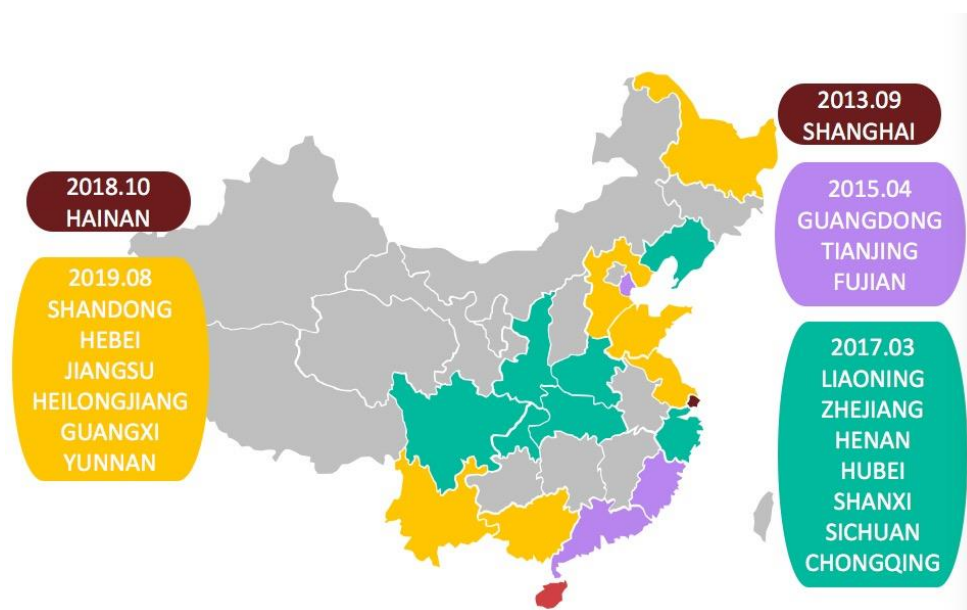 2013.09
SHANGHAI
2018.10
HAINAN
2015.04
GUANGDONG
TIANJING
FUJIAN
2019.08
SHANDONG
HEBEI
JIANGSU
HEILONGJIANG
GUANGXI
YUNNAN
2017.03
LIAONING
ZHEJIANG
HENAN
HUBEI
SHANXI
SICHUAN
CHONGQING